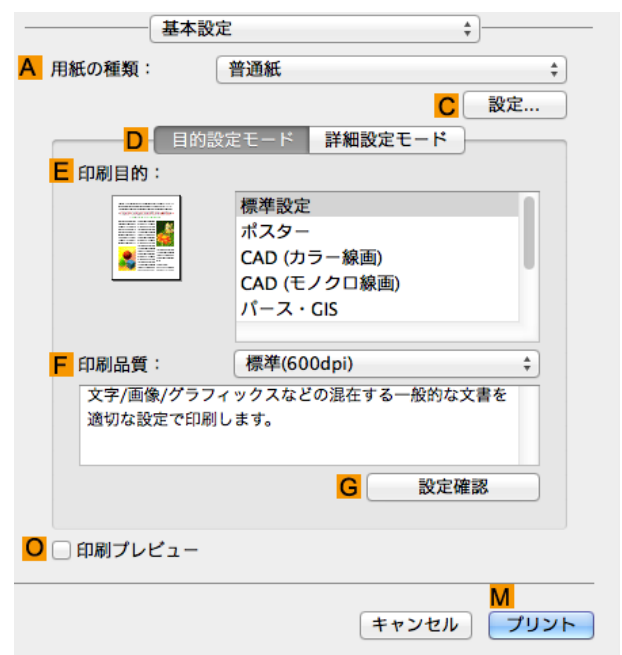 基本設定
A 用紙の種類： 普通紙
C 設定...
D 目的設定モード 詳細設定モード
E 印刷目的：
標準設定
ポスター
CAD (カラー線画)
CAD (モノクロ線画)
パース・GIS
F 印刷品質： 標準(600dpi)
文字/画像/グラフィックスなどの混在する一般的な文書を
適切な設定で印刷します。
G 設定確認
O 印刷プレビュー
M
キャンセル プリント